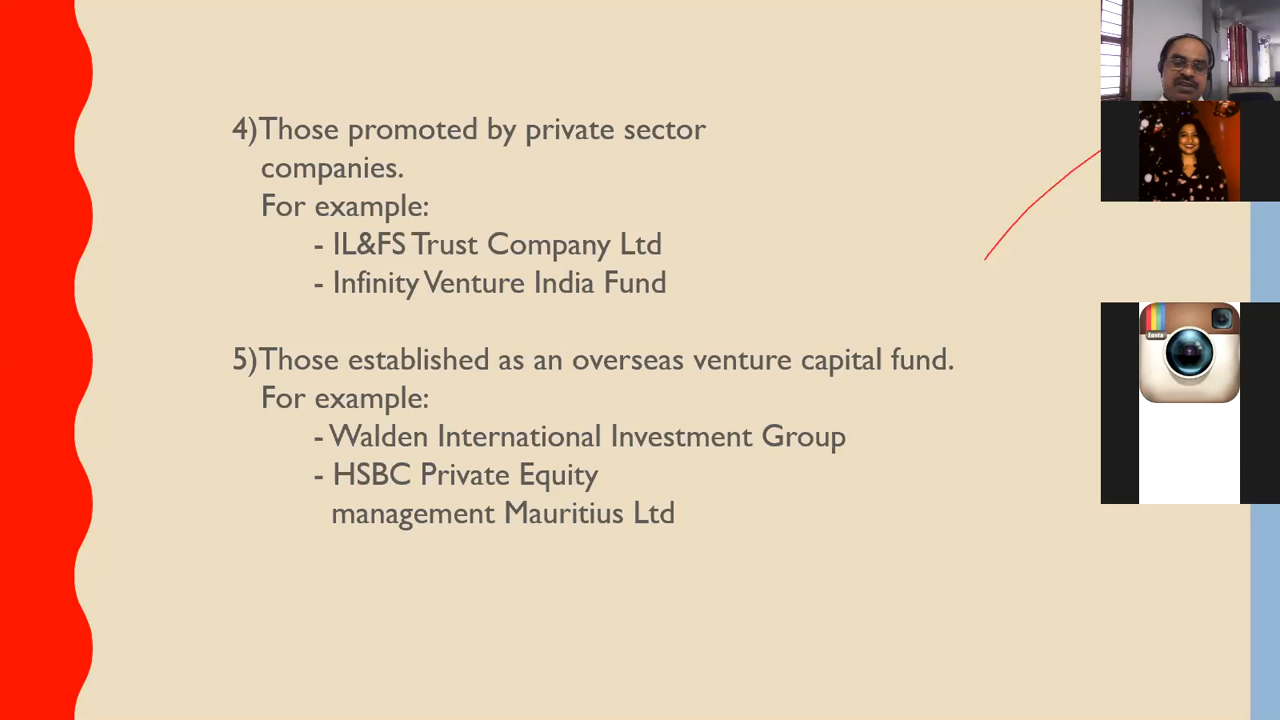 4)Those promoted by private sector
companies.
For example:
- IL&FS Trust Company Ltd
- Infinity Venture India Fund
5)Those established as an overseas venture capital fund.
For example:
- Walden International Investment Group
- HSBC Private Equity
management Mauritius Ltd
Insta